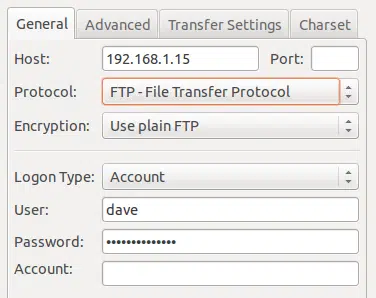 General Advanced Transfer Settings Charset
Host: 192.168.1.15 Port:
Protocol: FTP - File Transfer Protocol
Encryption: Use plain FTP
Logon Type: Account
User: dave
Password: ••••••••••••••
Account: